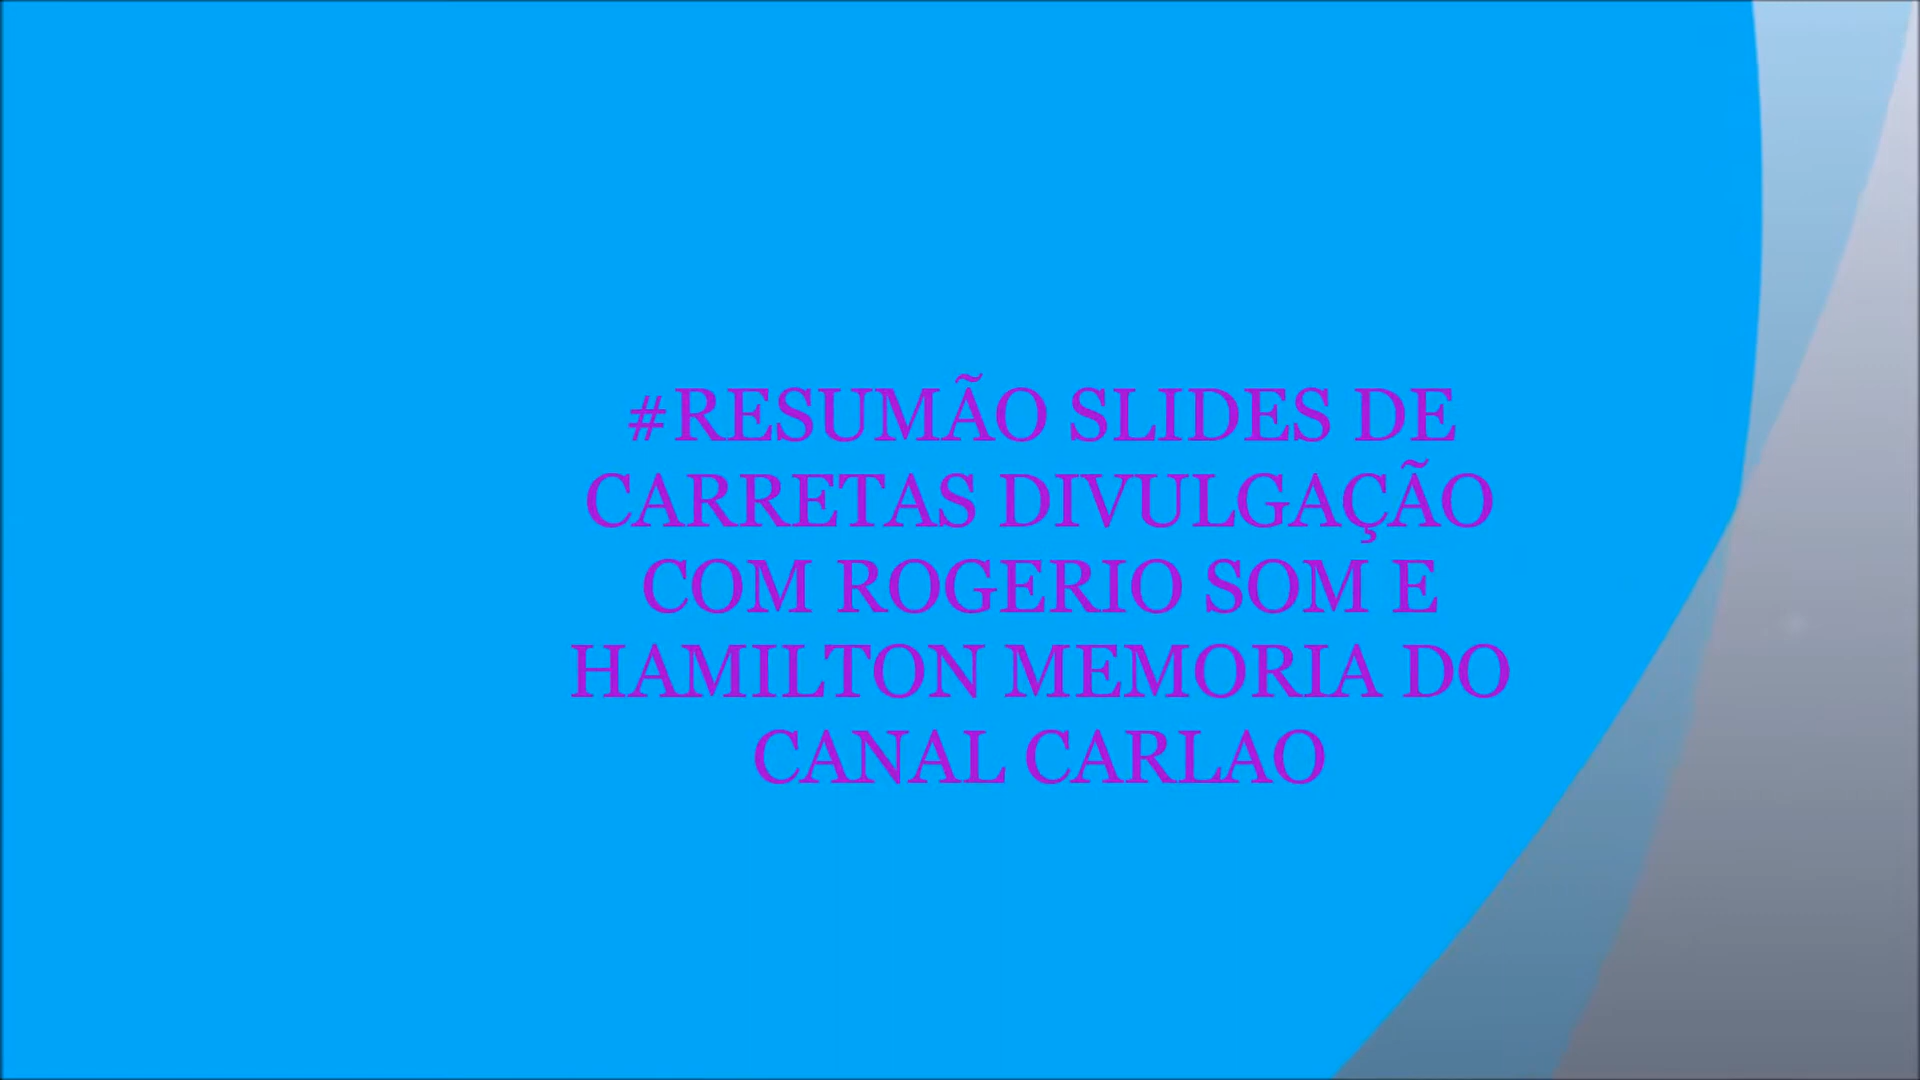 #RESUMÃO SLIDES DE
CARRETAS DIVULGAÇÃO
COM ROGERIO SOM E
HAMILTON MEMORIA DO
CANAL CARLAO